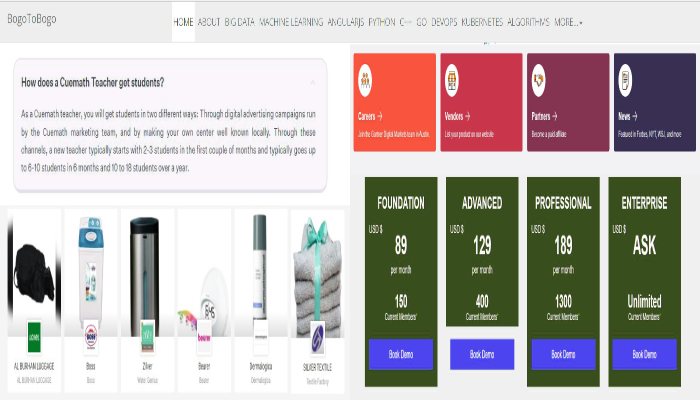 BogoToBogo
HOME ABOUT BIG DATA MACHINE LEARNING ANGULARJS PYTHON C++ GO DEVOPS KUBERNETES ALGORITHMS MORE...
How does a Cuemath Teacher get students?
As a Cuemath teacher, you will get students in two different ways: Through digital advertising campaigns run
by the Cuemath marketing team, and by making your own center well known locally. Through these
channels, a new teacher typically starts with 2-3 students in the first couple of months and typically goes up
to 6-10 students in 6 months and 10 to 18 students over a year.
Careers →
Join the Gunther Digital Markets team in Austin
Vendors →
List your product on our website
Partners →
Become a paid affiliate
News →
Featured in Forbes, NYT, WSJ, and more
AL BURHAN LUGGAGE
AL BURHAN LUGGAGE
Boss
Boss
Zilver
Water Genius
bearer
Bearer
Bearer
Dermalogica
Dermalogica
SILVER TEXTILE
Textile Factory
FOUNDATION
USD $
89
per month
150
Current Members'
Book Demo
ADVANCED
USD $
129
per month
400
Current Members'
Book Demo
PROFESSIONAL
USD $
189
per month
1300
Current Members'
Book Demo
ENTERPRISE
USD $
ASK
Unlimited
Current Members'
Book Demo